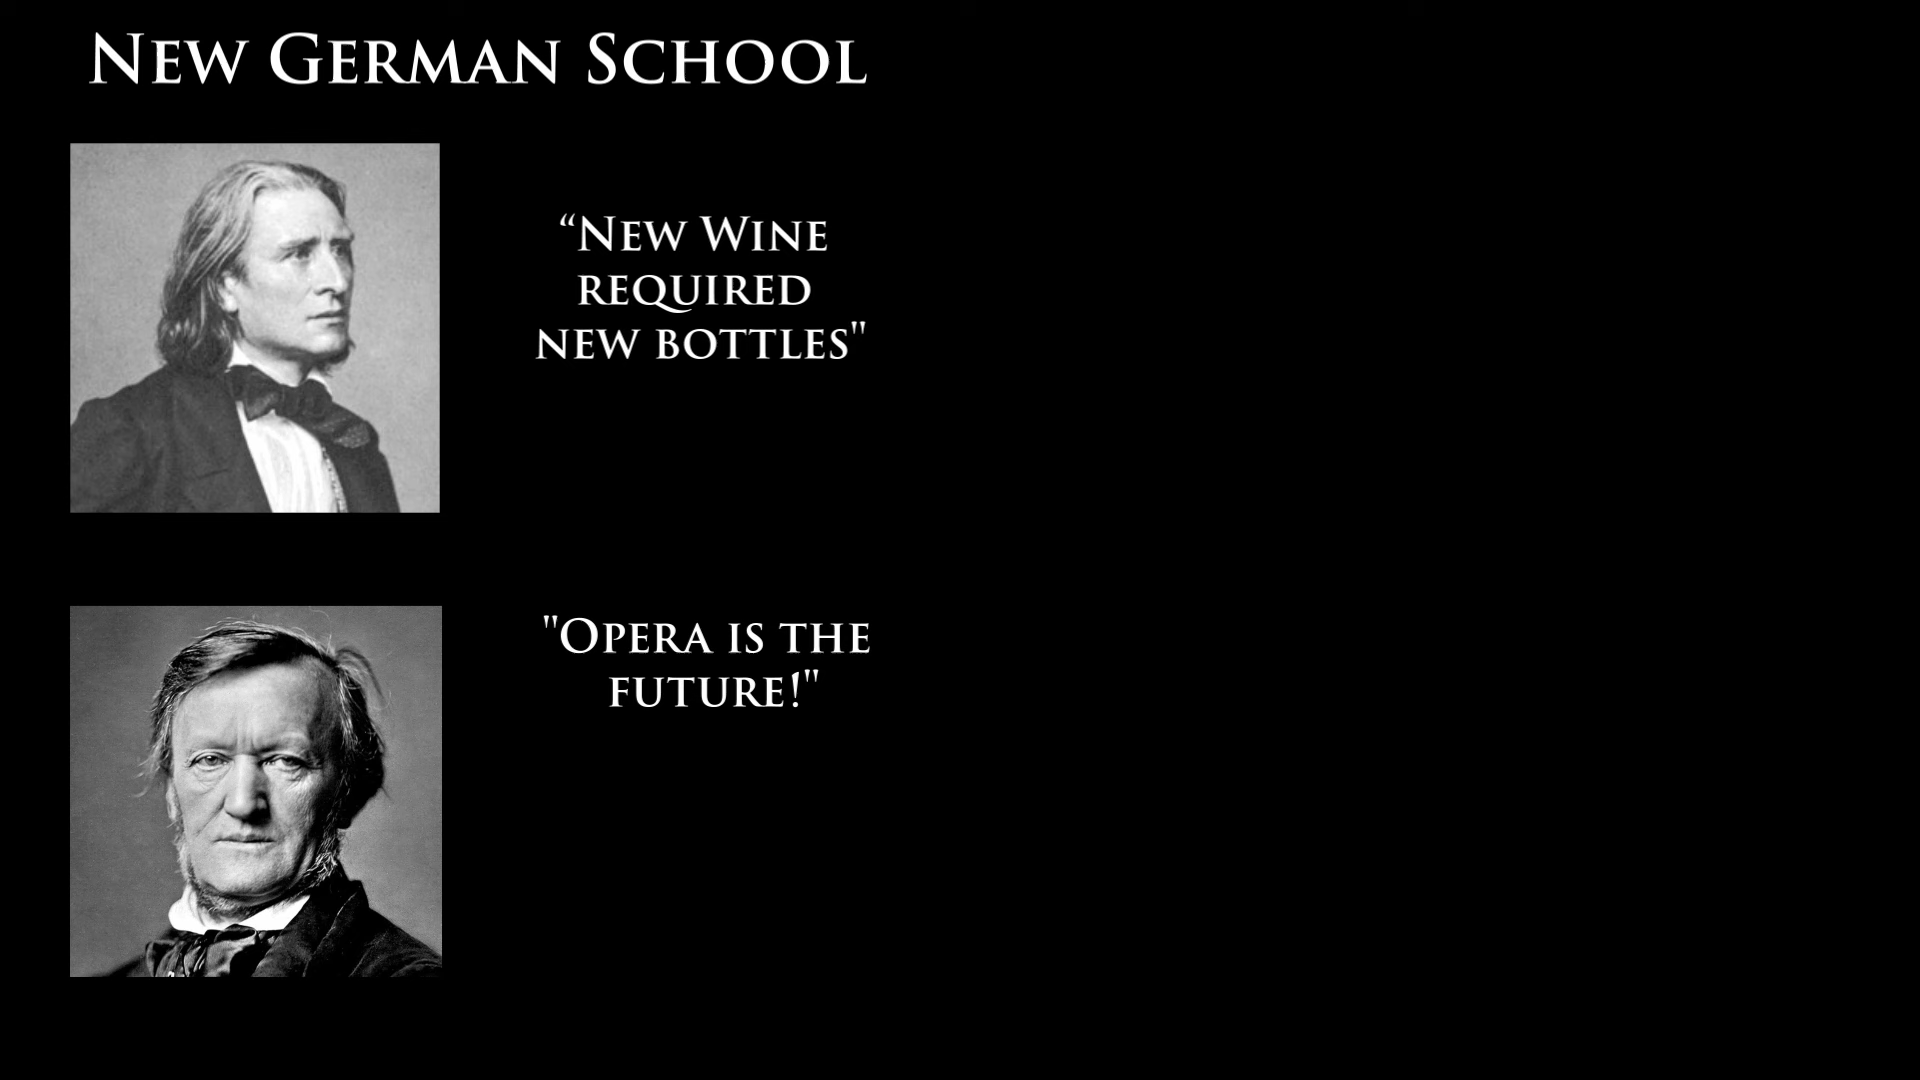 New German School
“New Wine
required
new bottles"
"Opera is the
future!"